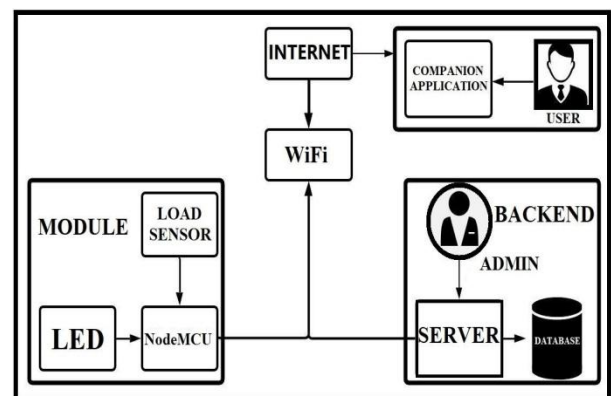 INTERNET
COMPANION
APPLICATION
USER
WiFi
MODULE
LOAD
SENSOR
LED
NodeMCU
BACKEND
ADMIN
SERVER
DATABASE